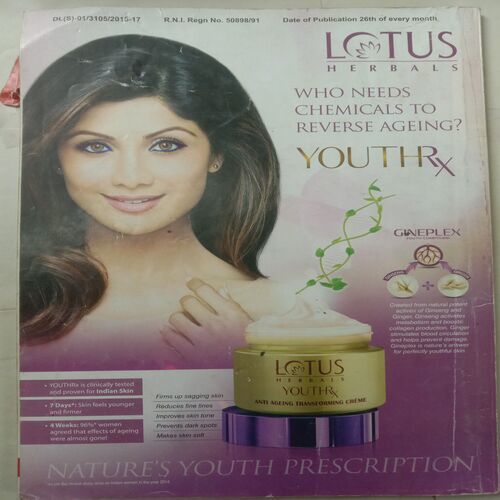 DL(S)-01/3105/2015-17 R.N.I. Regn No. 50898/91 Date of Publication 26th of every month
LOTUS
HERBALS
WHO NEEDS
CHEMICALS TO
REVERSE AGEING?
YOUTHRx
GINEPLEX
YOUTH COMPOUND
GINSENG GINGER
Created from natural potent
actives of Ginseng and
Ginger. Ginseng activates
metabolism and boosts
collagen production. Ginger
stimulates blood circulation
and helps prevent damage.
Gineplex is nature's answer
for perfectly youthful skin.
LOTUS
HERBALS
YOUTHRx
ANTI AGEING TRANSFORMING CRÈME
• YOUTHRx is clinically tested
and proven for Indian Skin
• 7 Days*: Skin feels younger
and firmer
• 4 Weeks: 96%* women
agreed that effects of ageing
were almost gone!
Firms up sagging skin
Reduces fine lines
Improves skin tone
Prevents dark spots
Makes skin soft
NATURE'S YOUTH PRESCRIPTION